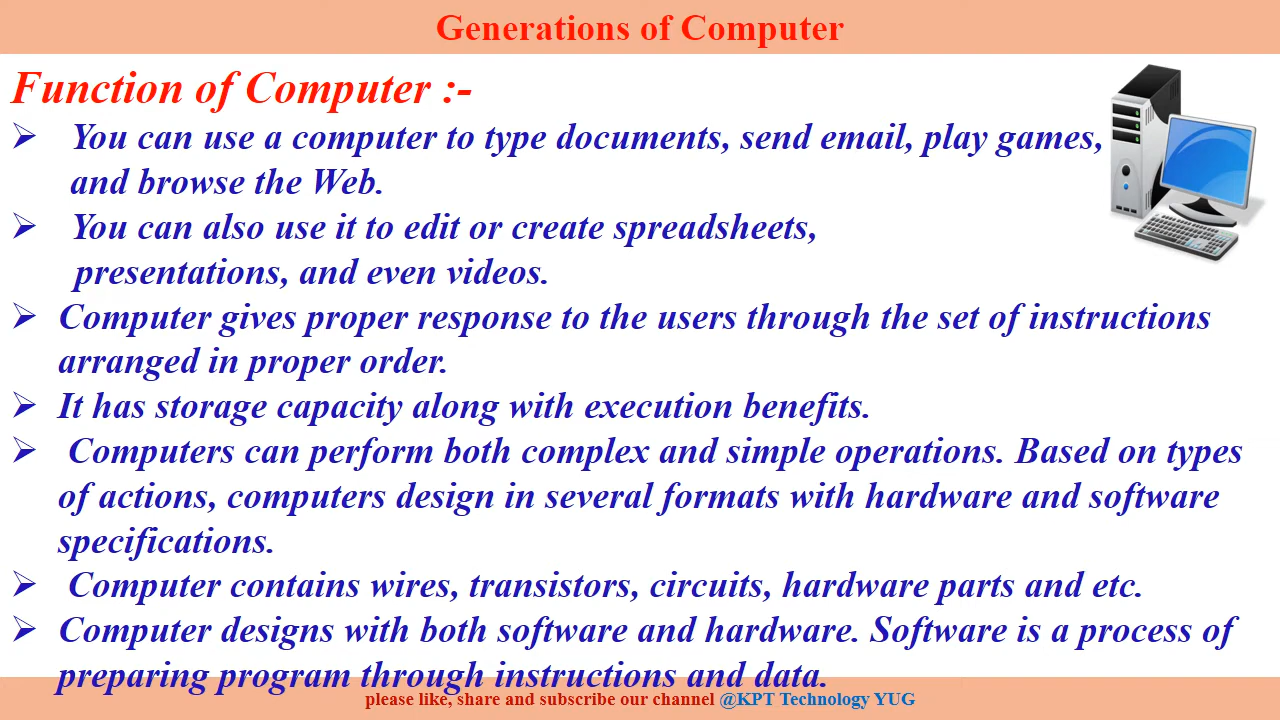 Generations of Computer
Function of Computer :-
➢ You can use a computer to type documents, send email, play games,
and browse the Web.
➢ You can also use it to edit or create spreadsheets,
presentations, and even videos.
➢ Computer gives proper response to the users through the set of instructions
arranged in proper order.
➢ It has storage capacity along with execution benefits.
➢ Computers can perform both complex and simple operations. Based on types
of actions, computers design in several formats with hardware and software
specifications.
➢ Computer contains wires, transistors, circuits, hardware parts and etc.
➢ Computer designs with both software and hardware. Software is a process of
preparing program through instructions and data.
please like, share and subscribe our channel @KPT Technology YUG